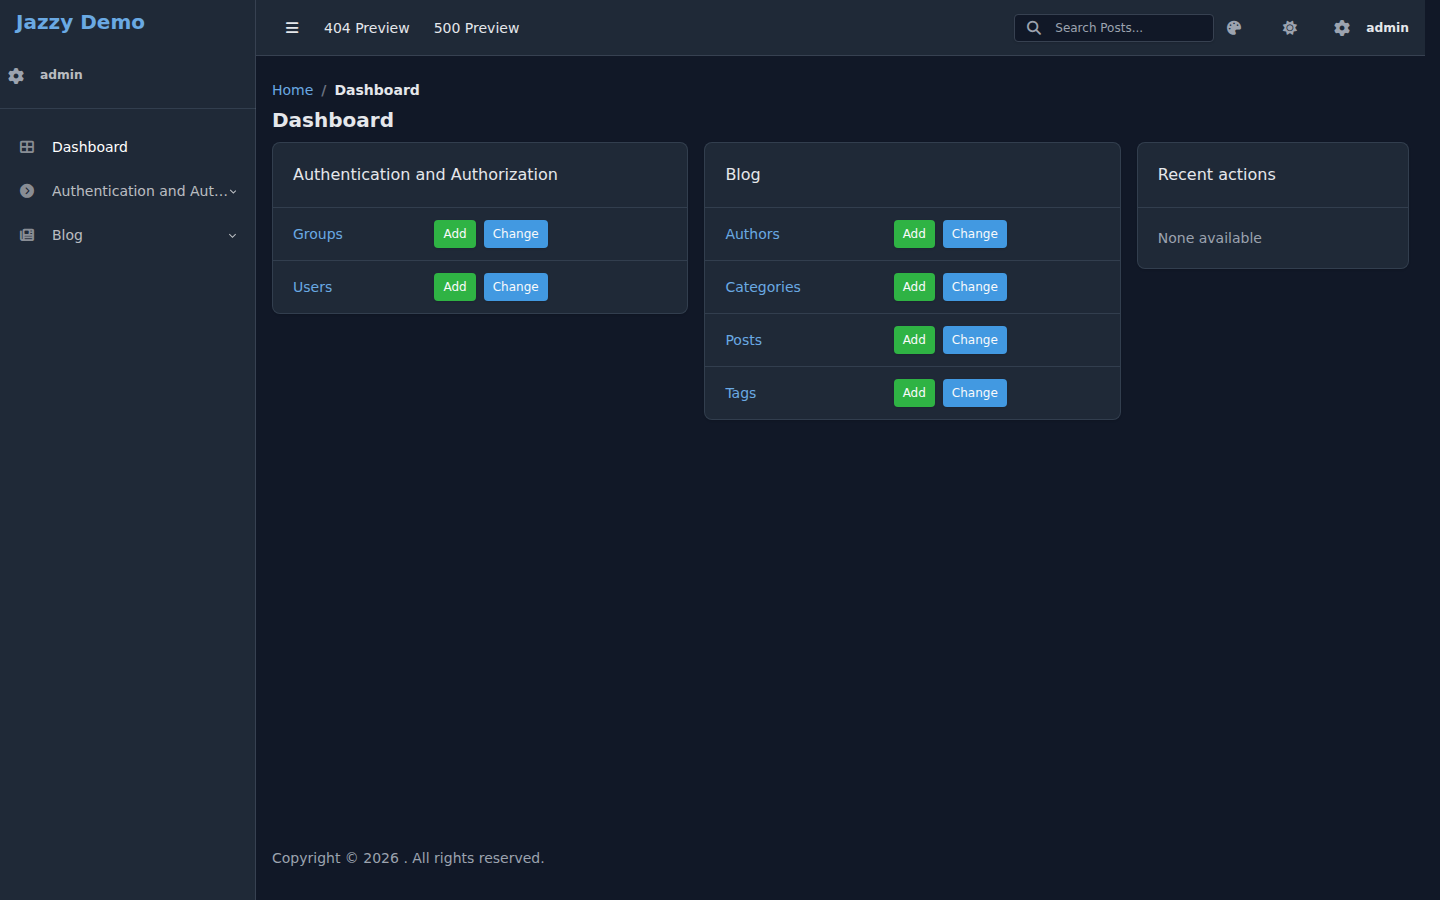 Jazzy Demo
admin
Dashboard
Authentication and Aut...
Blog
404 Preview
500 Preview
Search Posts...
admin
Home / Dashboard
Dashboard
Authentication and Authorization
Groups Add Change
Users Add Change
Blog
Authors Add Change
Categories Add Change
Posts Add Change
Tags Add Change
Recent actions
None available
Copyright © 2026 . All rights reserved.